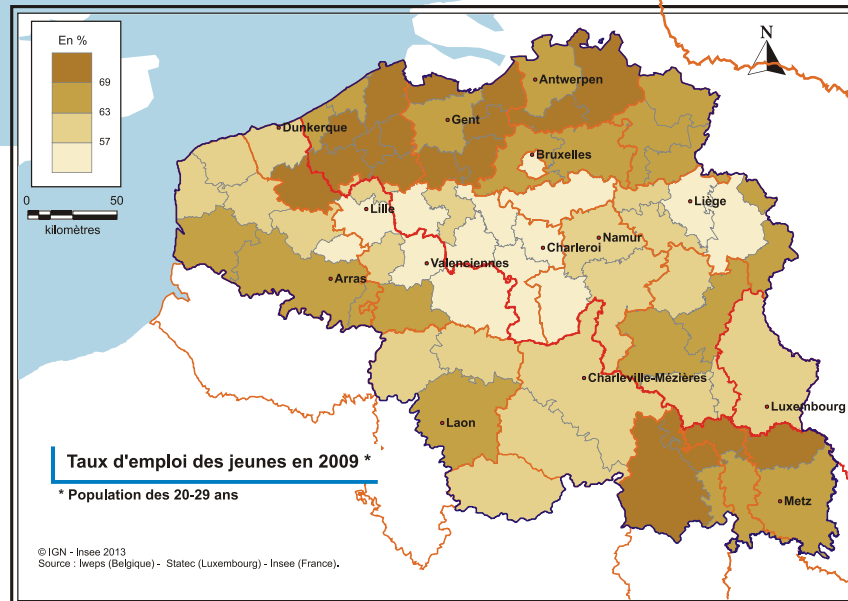 En %
69
63
57
0 50
kilomètres
N
Antwerpen
Dunkerque
Gent
Bruxelles
Lille
Liège
Namur
Charleroi
Valenciennes
Arras
Charleville-Mézières
Luxembourg
Laon
Metz
Taux d'emploi des jeunes en 2009 *
* Population des 20-29 ans
© IGN - Insee 2013
Source : Iweps (Belgique) - Statec (Luxembourg) - Insee (France).